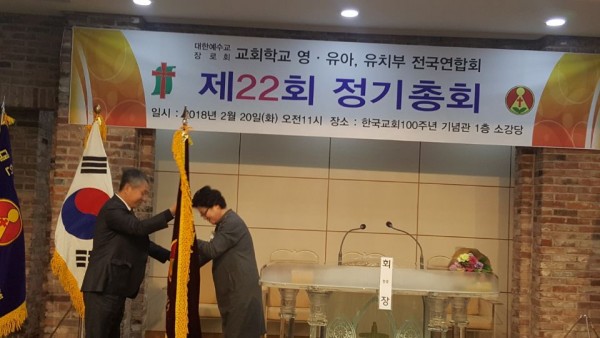 대한예수교
장로회 교회학교 영·유아, 유치부 전국연합회
제22회 정기총회
일시 : 2018년 2월 20일(화) 오전11시 장소 : 한국교회100주년 기념관 1층 소강당
회
장